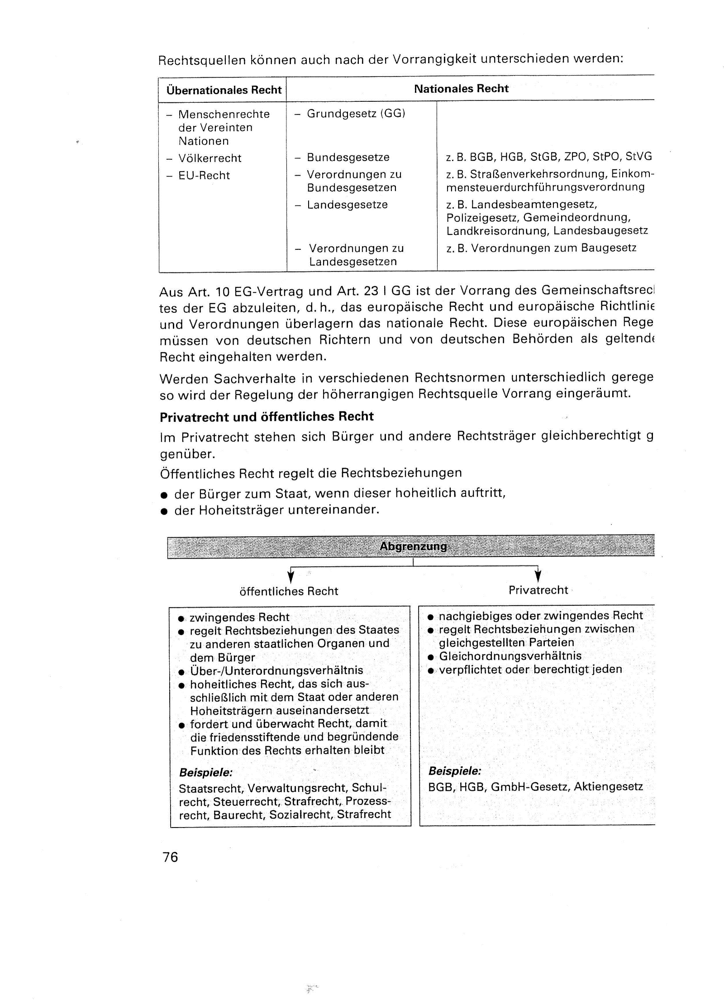 Rechtsquellen können auch nach der Vorrangigkeit unterschieden werden:
Übernationales Recht
Nationales Recht
– Menschenrechte
der Vereinten
Nationen
– Völkerrecht
– EU-Recht
– Grundgesetz (GG)
– Bundesgesetze
z. B. BGB, HGB, StGB, ZPO, StPO, StVG
– Verordnungen zu
Bundesgesetzen
z. B. Straßenverkehrsordnung, Einkom-
mensteuerdurchführungsverordnung
– Landesgesetze
z. B. Landesbeamtengesetz,
Polizeigesetz, Gemeindeordnung,
Landkreisordnung, Landesbaugesetz
– Verordnungen zu
Landesgesetzen
z. B. Verordnungen zum Baugesetz
Aus Art. 10 EG-Vertrag und Art. 23 I GG ist der Vorrang des Gemeinschaftsrec
tes der EG abzuleiten, d. h., das europäische Recht und europäische Richtlinie
und Verordnungen überlagern das nationale Recht. Diese europäischen Rege
müssen von deutschen Richtern und von deutschen Behörden als geltende
Recht eingehalten werden.
Werden Sachverhalte in verschiedenen Rechtsnormen unterschiedlich gerege
so wird der Regelung der höherrangigen Rechtsquelle Vorrang eingeräumt.
Privatrecht und öffentliches Recht
Im Privatrecht stehen sich Bürger und andere Rechtsträger gleichberechtigt g
genüber.
Öffentliches Recht regelt die Rechtsbeziehungen
● der Bürger zum Staat, wenn dieser hoheitlich auftritt,
● der Hoheitsträger untereinander.
Abgrenzung
öffentliches Recht
● zwingendes Recht
● regelt Rechtsbeziehungen des Staates
zu anderen staatlichen Organen und
dem Bürger
● Über-/Unterordnungsverhältnis
● hoheitliches Recht, das sich aus-
schließlich mit dem Staat oder anderen
Hoheitsträgern auseinandersetzt
● fordert und überwacht Recht, damit
die friedensstiftende und begründende
Funktion des Rechts erhalten bleibt
Beispiele:
Staatsrecht, Verwaltungsrecht, Schul-
recht, Steuerrecht, Strafrecht, Prozess-
recht, Baurecht, Sozialrecht, Strafrecht
Privatrecht
● nachgiebiges oder zwingendes Recht
● regelt Rechtsbeziehungen zwischen
gleichgestellten Parteien
● Gleichordnungsverhältnis
● verpflichtet oder berechtigt jeden
Beispiele:
BGB, HGB, GmbH-Gesetz, Aktiengesetz
76